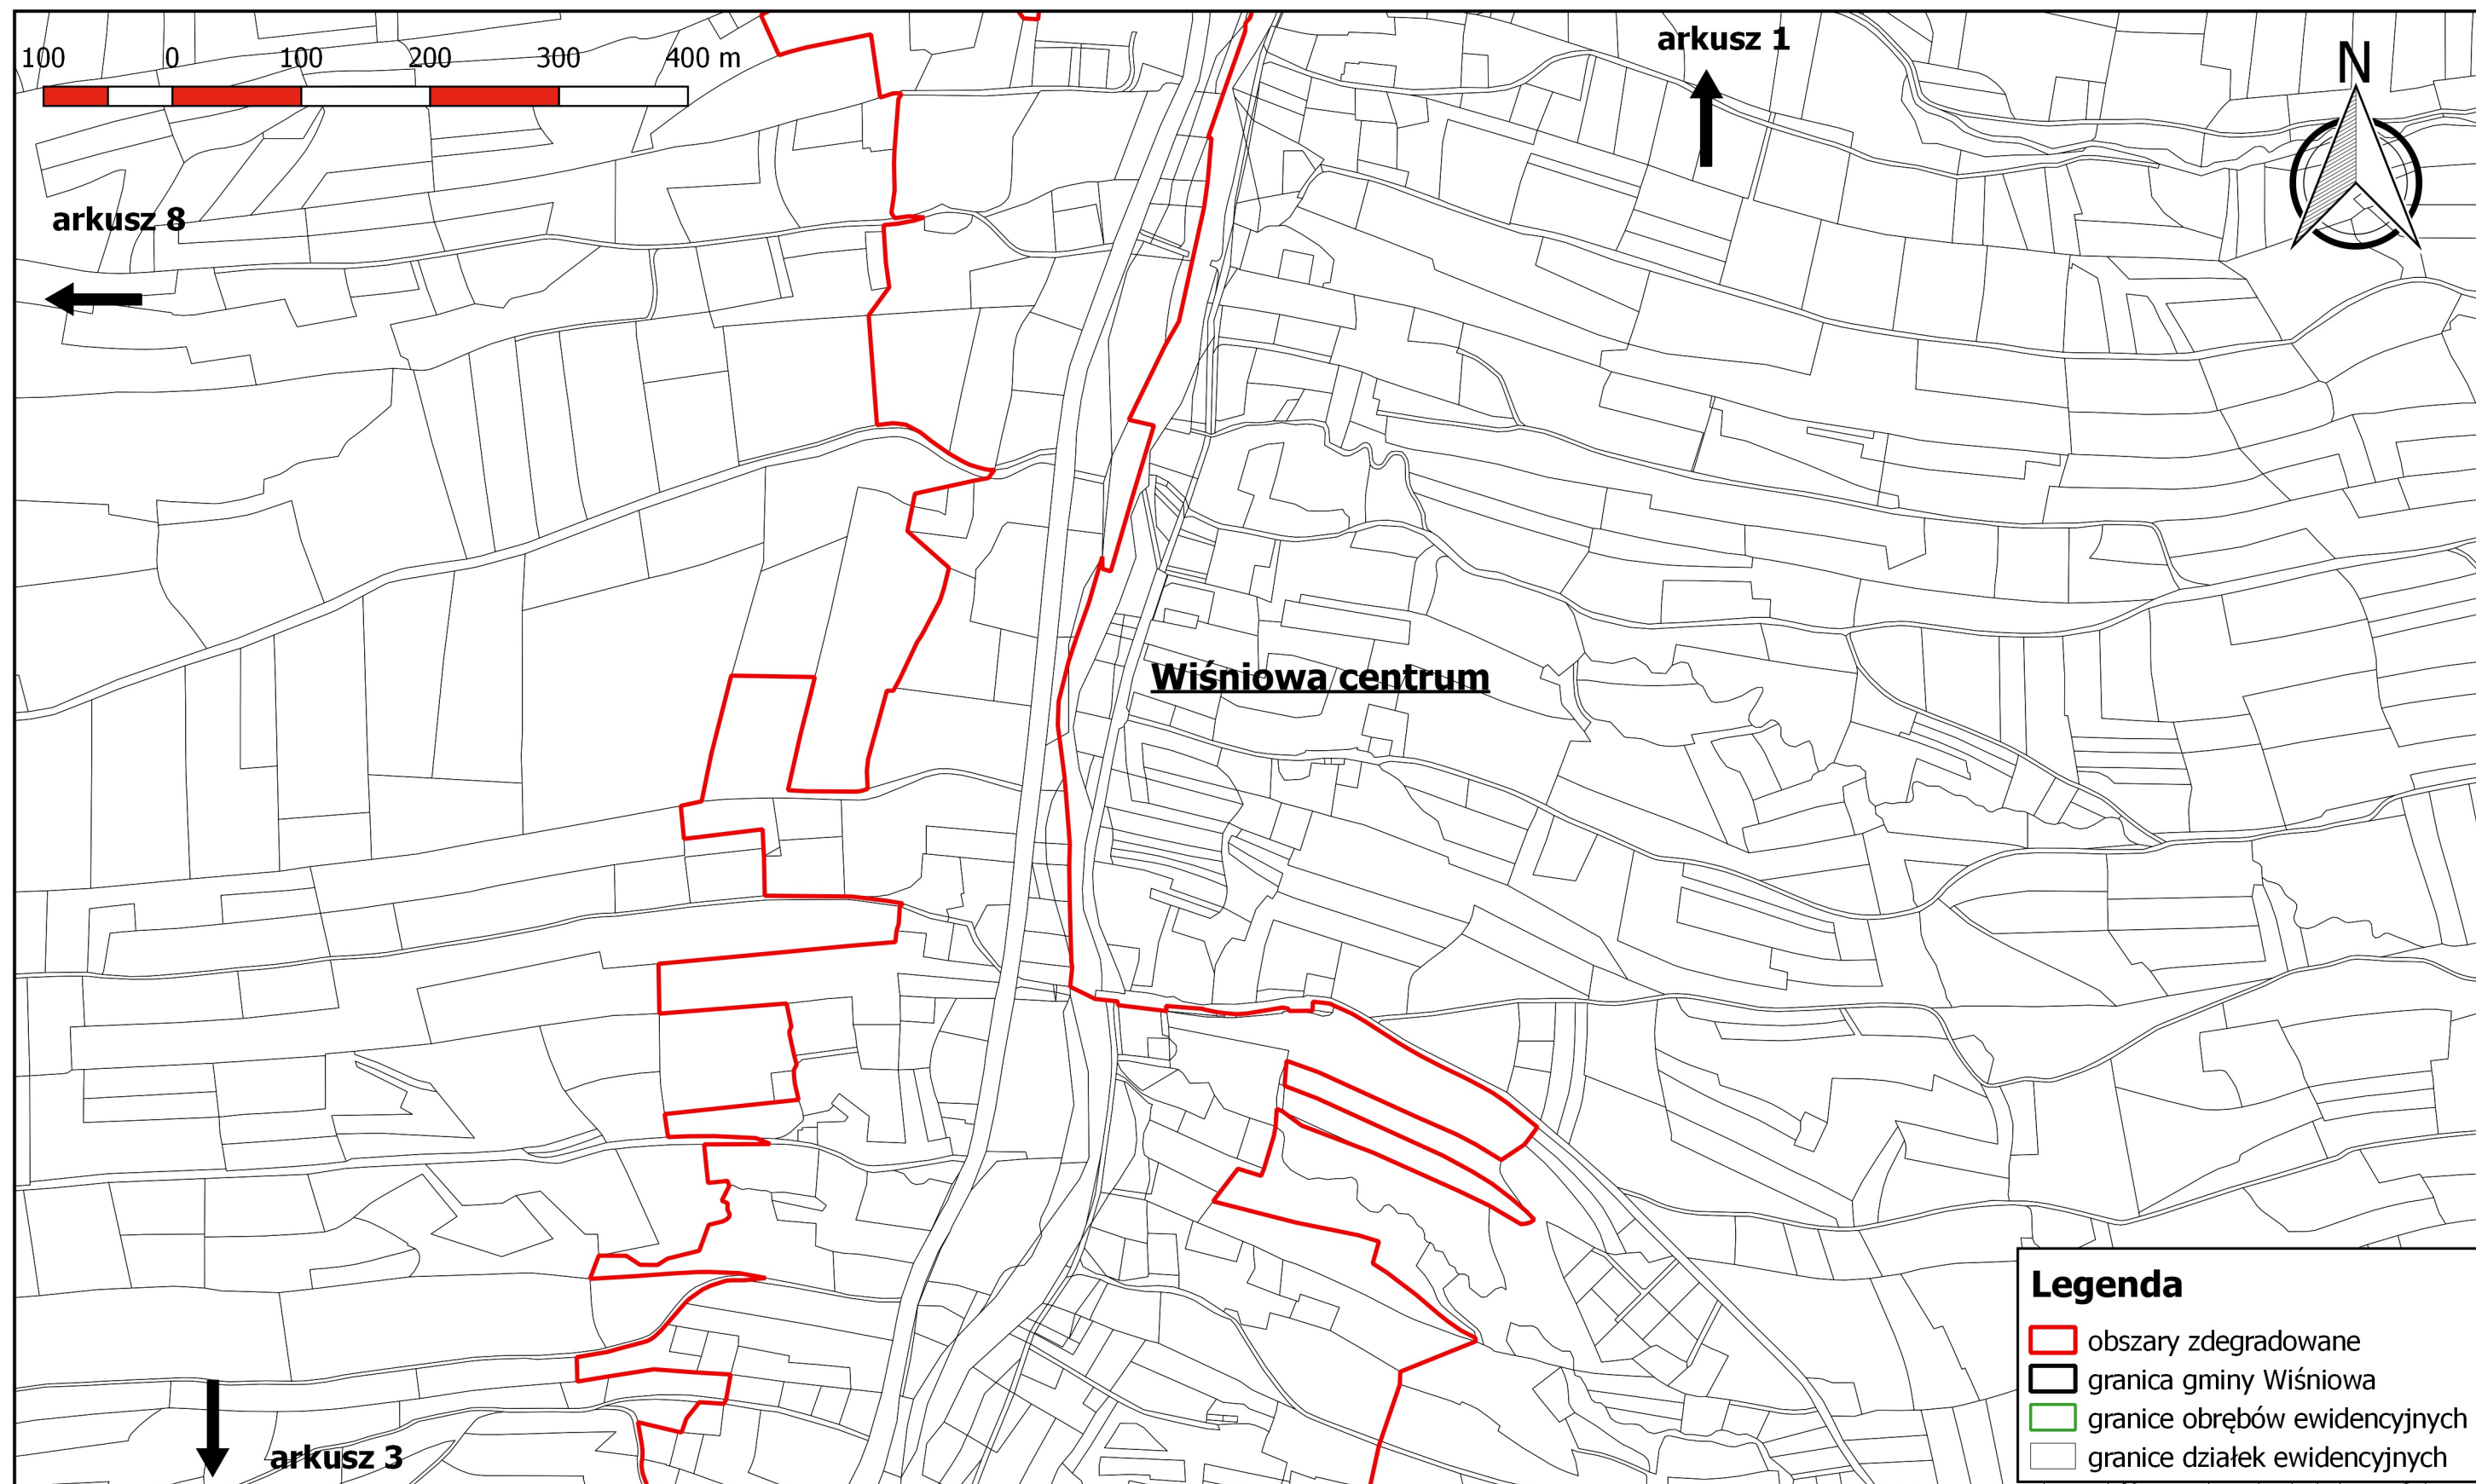 100 0 100 200 300 400 m
arkusz 1
N
arkusz 8
Wiśniowa centrum
arkusz 3
Legenda
obszary zdegradowane
granica gminy Wiśniowa
granice obrębów ewidencyjnych
granice działek ewidencyjnych